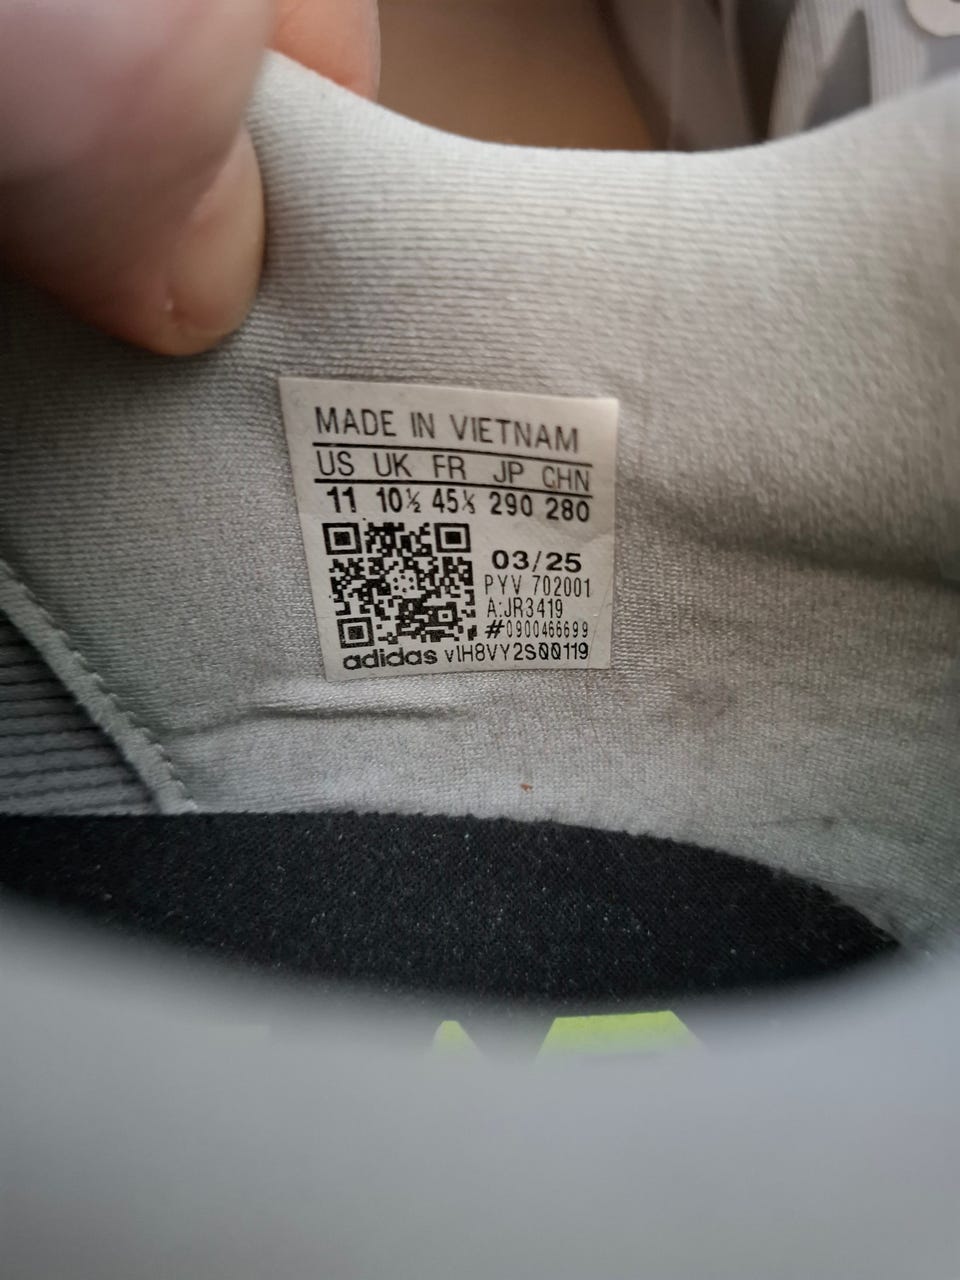 MADE IN VIETNAM
US UK FR JP CHN
11 10½ 45⅓ 290 280
03/25
PYV 702001
A:JR3419
#0900466699
adidas v1H8VY2S00119